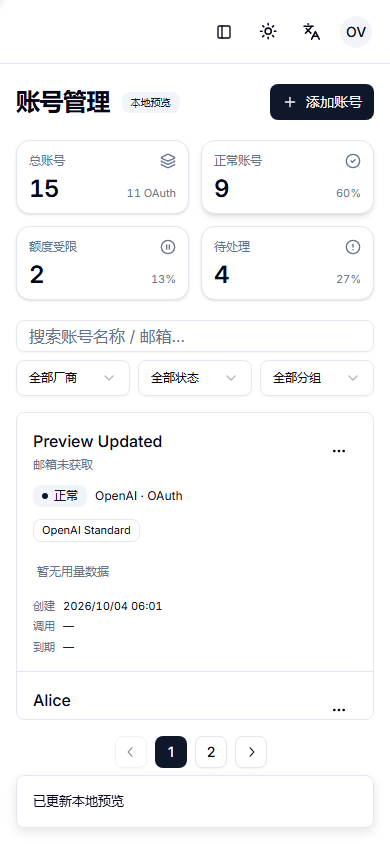 OV
账号管理 本地预览 添加账号
总账号 正常账号
15 11 OAuth 9 60%
额度受限 待处理
2 13% 4 27%
搜索账号名称 / 邮箱...
全部厂商 全部状态 全部分组
Preview Updated
邮箱未获取
正常 OpenAI · OAuth
OpenAI Standard
暂无用量数据
创建 2026/10/04 06:01
调用 —
到期 —
Alice
1 2
已更新本地预览